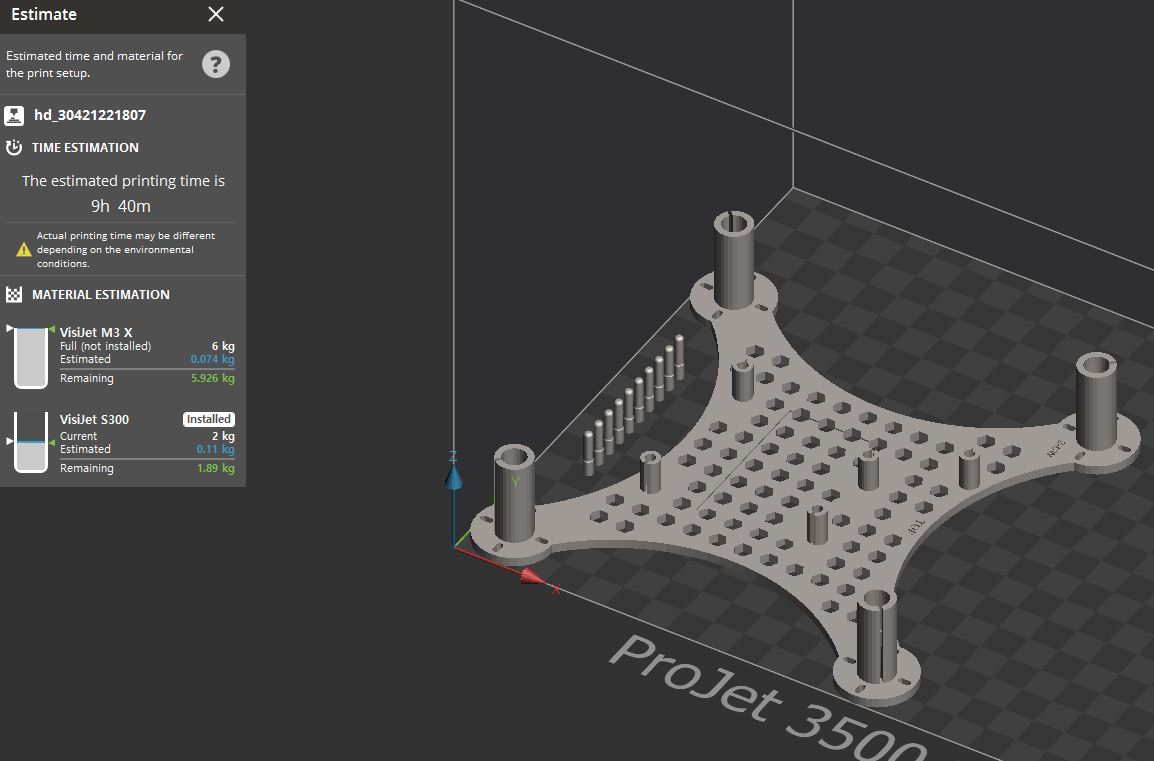 Estimate
Estimated time and material for
the print setup.
?
hd_30421221807
TIME ESTIMATION
The estimated printing time is
9h 40m
Actual printing time may be different
depending on the environmental
conditions.
MATERIAL ESTIMATION
VisiJet M3 X
Full (not installed) 6 kg
Estimated 0.074 kg
Remaining 5.926 kg
VisiJet S300 Installed
Current 2 kg
Estimated 0.11 kg
Remaining 1.89 kg
Z
Y
X
TOP
ProJet 3500